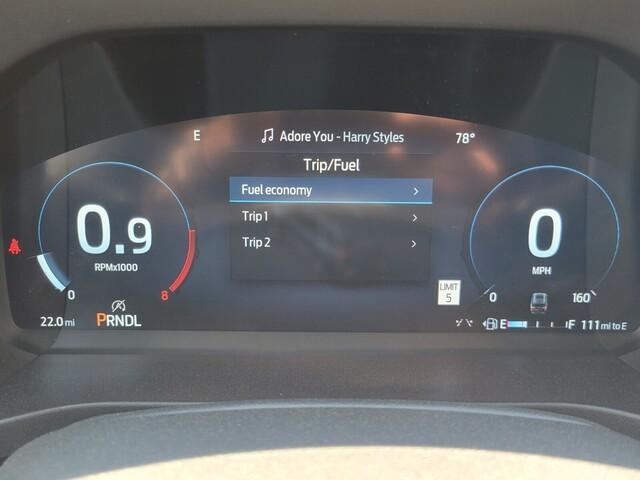 E
Adore You - Harry Styles
78°
Trip/Fuel
Fuel economy
Trip 1
Trip 2
0.9
RPMx1000
0
8
0
MPH
0
160
LIMIT
5
22.0 mi
PRNDL
E
F
111 mi to E